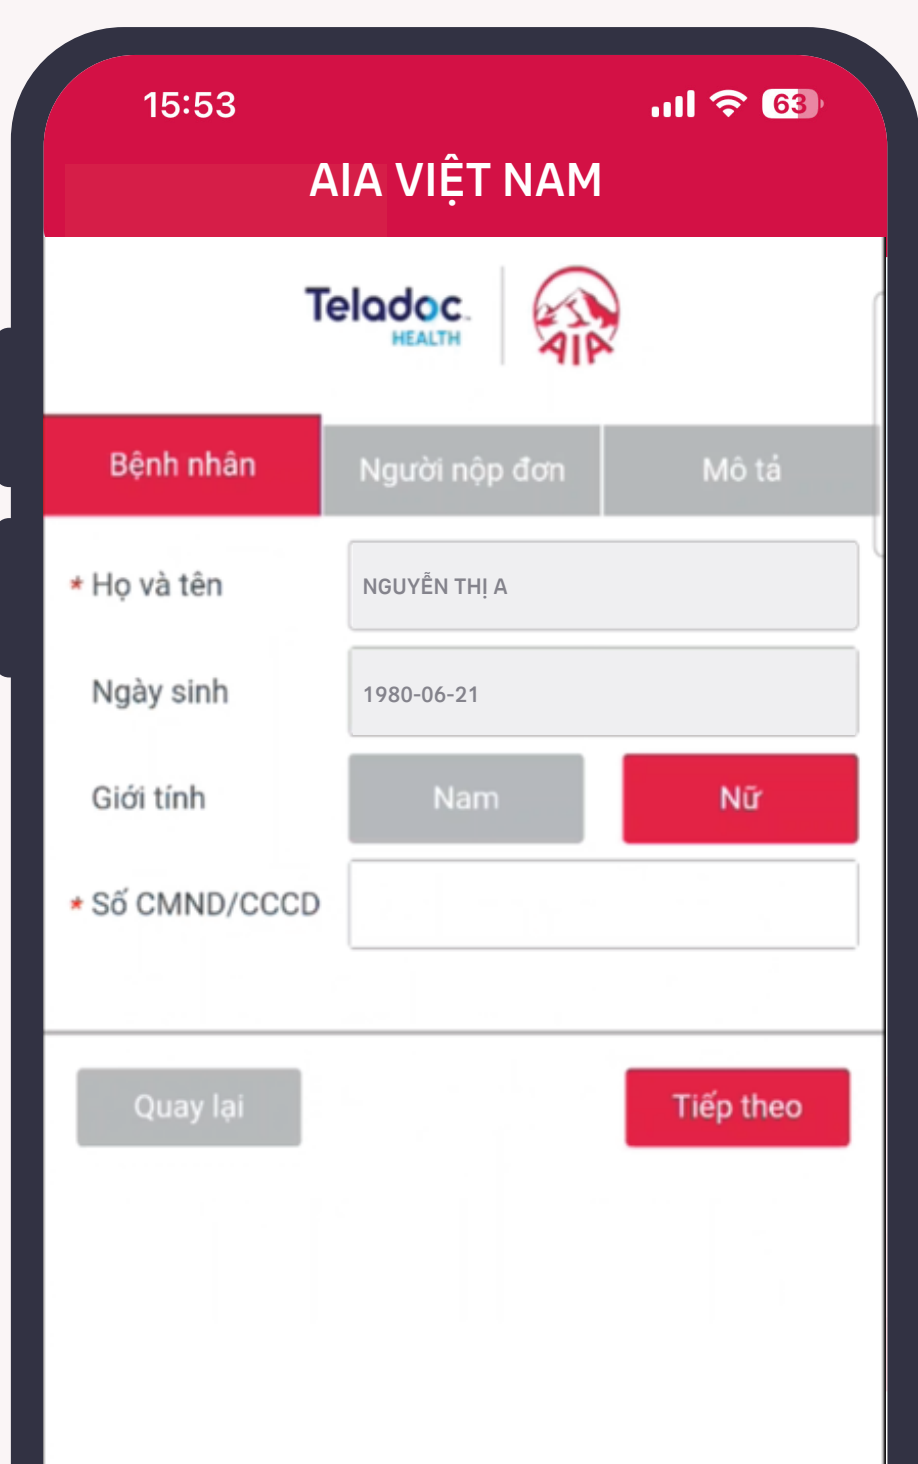 15:53 63
AIA VIỆT NAM
Teladoc
HEALTH
AIA
Bệnh nhân Người nộp đơn Mô tả
* Họ và tên NGUYỄN THỊ A
Ngày sinh 1980-06-21
Giới tính Nam Nữ
* Số CMND/CCCD
Quay lại Tiếp theo